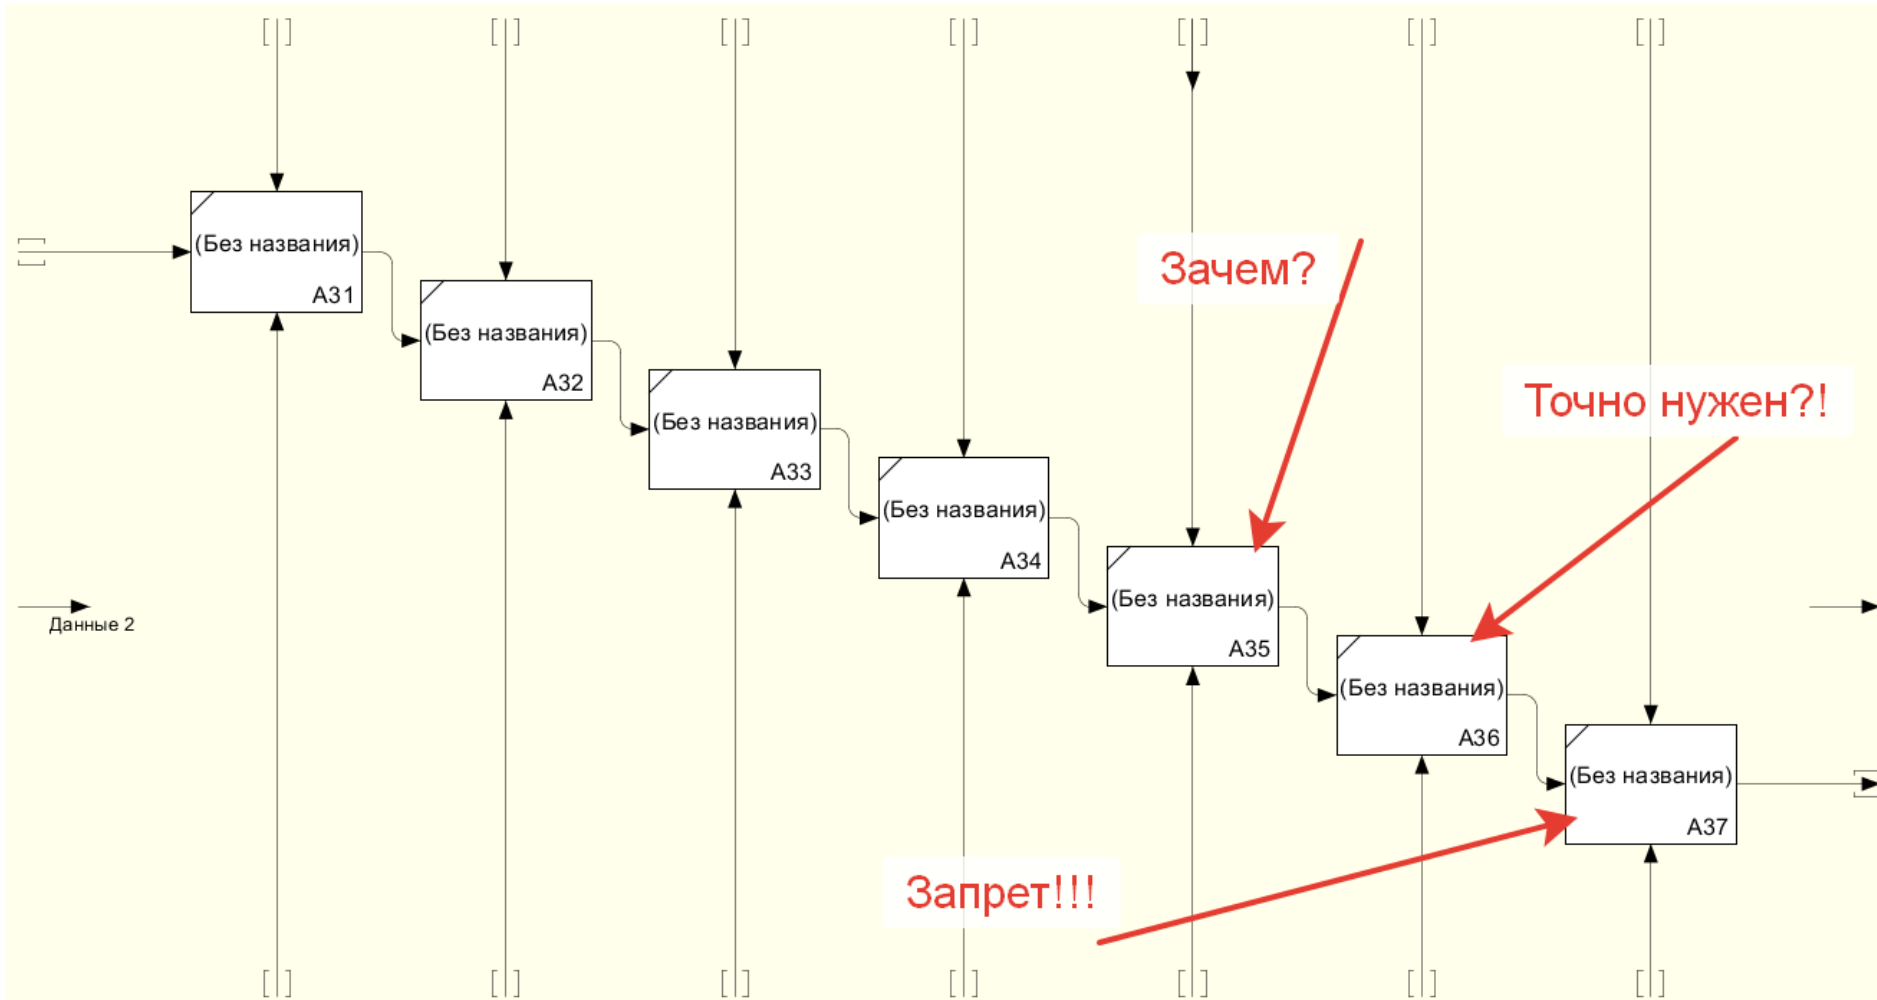 (Без названия)
A31
(Без названия)
A32
(Без названия)
A33
(Без названия)
A34
Зачем?
(Без названия)
A35
Точно нужен?!
(Без названия)
A36
(Без названия)
A37
Данные 2
Запрет!!!